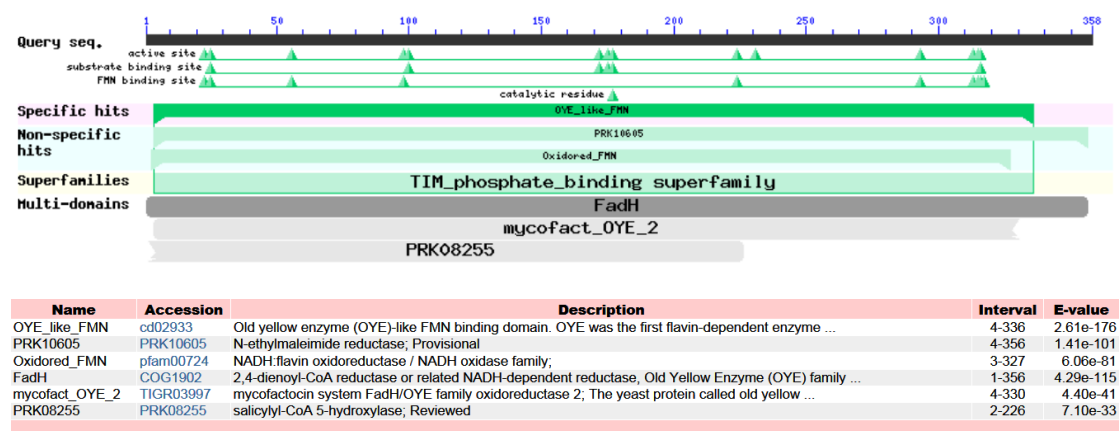 1 50 100 150 200 250 300 358
Query seq.
active site
substrate binding site
FMN binding site
catalytic residue
Specific hits
OYE_like_FMN
Non-specific
hits
PRK10605
Oxidored_FMN
Superfamilies
TIM_phosphate_binding superfamily
Multi-domains
FadH
mycofact_OYE_2
PRK08255
Name Accession Description Interval E-value
OYE_like_FMN cd02933 Old yellow enzyme (OYE)-like FMN binding domain. OYE was the first flavin-dependent enzyme ... 4-336 2.61e-176
PRK10605 PRK10605 N-ethylmaleimide reductase; Provisional 4-356 1.41e-101
Oxidored_FMN pfam00724 NADH:flavin oxidoreductase / NADH oxidase family; 3-327 6.06e-81
FadH COG1902 2,4-dienoyl-CoA reductase or related NADH-dependent reductase, Old Yellow Enzyme (OYE) family ... 1-356 4.29e-115
mycofact_OYE_2 TIGR03997 mycofactocin system FadH/OYE family oxidoreductase 2; The yeast protein called old yellow ... 4-330 4.40e-41
PRK08255 PRK08255 salicylyl-CoA 5-hydroxylase; Reviewed 2-226 7.10e-33